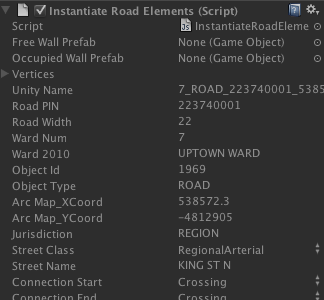 Instantiate Road Elements (Script)
Script InstantiateRoadEleme
Free Wall Prefab None (Game Object)
Occupied Wall Prefab None (Game Object)
Vertices
Unity Name 7_ROAD_223740001_5385
Road PIN 223740001
Road Width 22
Ward Num 7
Ward 2010 UPTOWN WARD
Object Id 1969
Object Type ROAD
Arc Map_XCoord 538572.3
Arc Map_YCoord -4812905
Jurisdiction REGION
Street Class RegionalArterial
Street Name KING ST N
Connection Start Crossing
Connection End Crossing